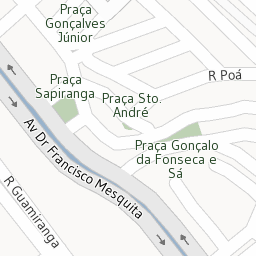 Praça
Gonçalves
Júnior
R Poá
Praça
Sapiranga
Praça Sto.
André
Av Dr Francisco Mesquita
Praça Gonçalo
da Fonseca e
Sá
R Guamiranga